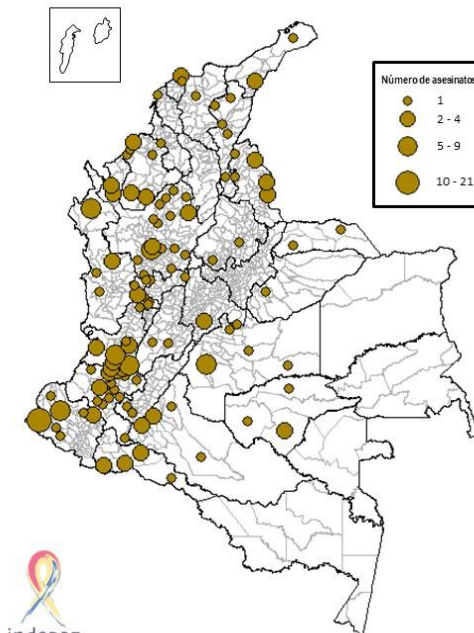 Número de asesinatos
1
2 - 4
5 - 9
10 - 21
indepaz